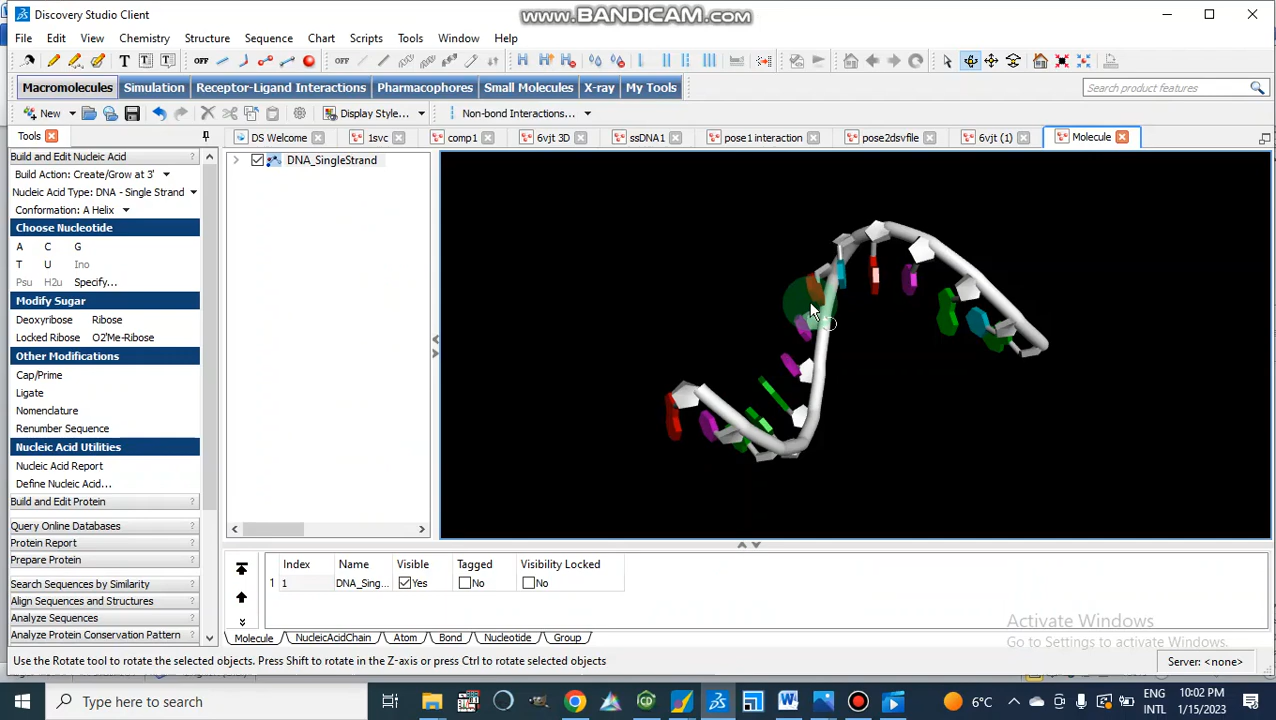 Discovery Studio Client
www.BANDICAM.com
File Edit View Chemistry Structure Sequence Chart Scripts Tools Window Help
OFF OFF
Macromolecules Simulation Receptor-Ligand Interactions Pharmacophores Small Molecules X-ray My Tools
Search product features
New Display Style... Non-bond Interactions...
Tools
DS Welcome 1svc comp1 6vjt 3D ssDNA1 pose1 interaction pose2dsvfile 6vjt (1) Molecule
Build and Edit Nucleic Acid
Build Action: Create/Grow at 3'
Nucleic Acid Type: DNA - Single Strand
Conformation: A Helix
Choose Nucleotide
A C G
T U Ino
Psu H2u Specify...
Modify Sugar
Deoxyribose Ribose
Locked Ribose O2'Me-Ribose
Other Modifications
Cap/Prime
Ligate
Nomenclature
Renumber Sequence
Nucleic Acid Utilities
Nucleic Acid Report
Define Nucleic Acid...
Build and Edit Protein
Query Online Databases
Protein Report
Prepare Protein
Search Sequences by Similarity
Align Sequences and Structures
Analyze Sequences
Analyze Protein Conservation Pattern
DNA_SingleStrand
Index Name Visible Tagged Visibility Locked
1 1 DNA_Sing... Yes No No
Molecule NucleicAcidChain Atom Bond Nucleotide Group
Activate Windows
Go to Settings to activate Windows.
Use the Rotate tool to rotate the selected objects. Press Shift to rotate in the Z-axis or press Ctrl to rotate selected objects
Server: <none>
Type here to search
6°C
ENG
INTL
10:02 PM
1/15/2023